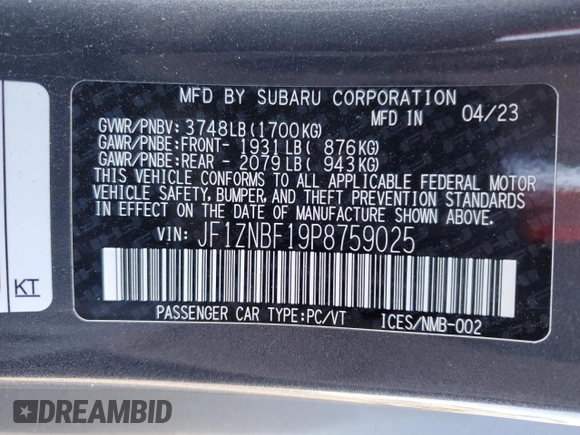 MFD BY SUBARU CORPORATION
MFD IN 04/23
GVWR/PNBV: 3748LB(1700KG)
GAWR/PNBE:FRONT- 1931LB( 876KG)
GAWR/PNBE:REAR - 2079LB( 943KG)
THIS VEHICLE CONFORMS TO ALL APPLICABLE FEDERAL MOTOR
VEHICLE SAFETY, BUMPER, AND THEFT PREVENTION STANDARDS
IN EFFECT ON THE DATE OF MANUFACTURE SHOWN ABOVE.
VIN: JF1ZNBF19P8759025
PASSENGER CAR TYPE:PC/VT ICES/NMB-002
KT
DREAMBID